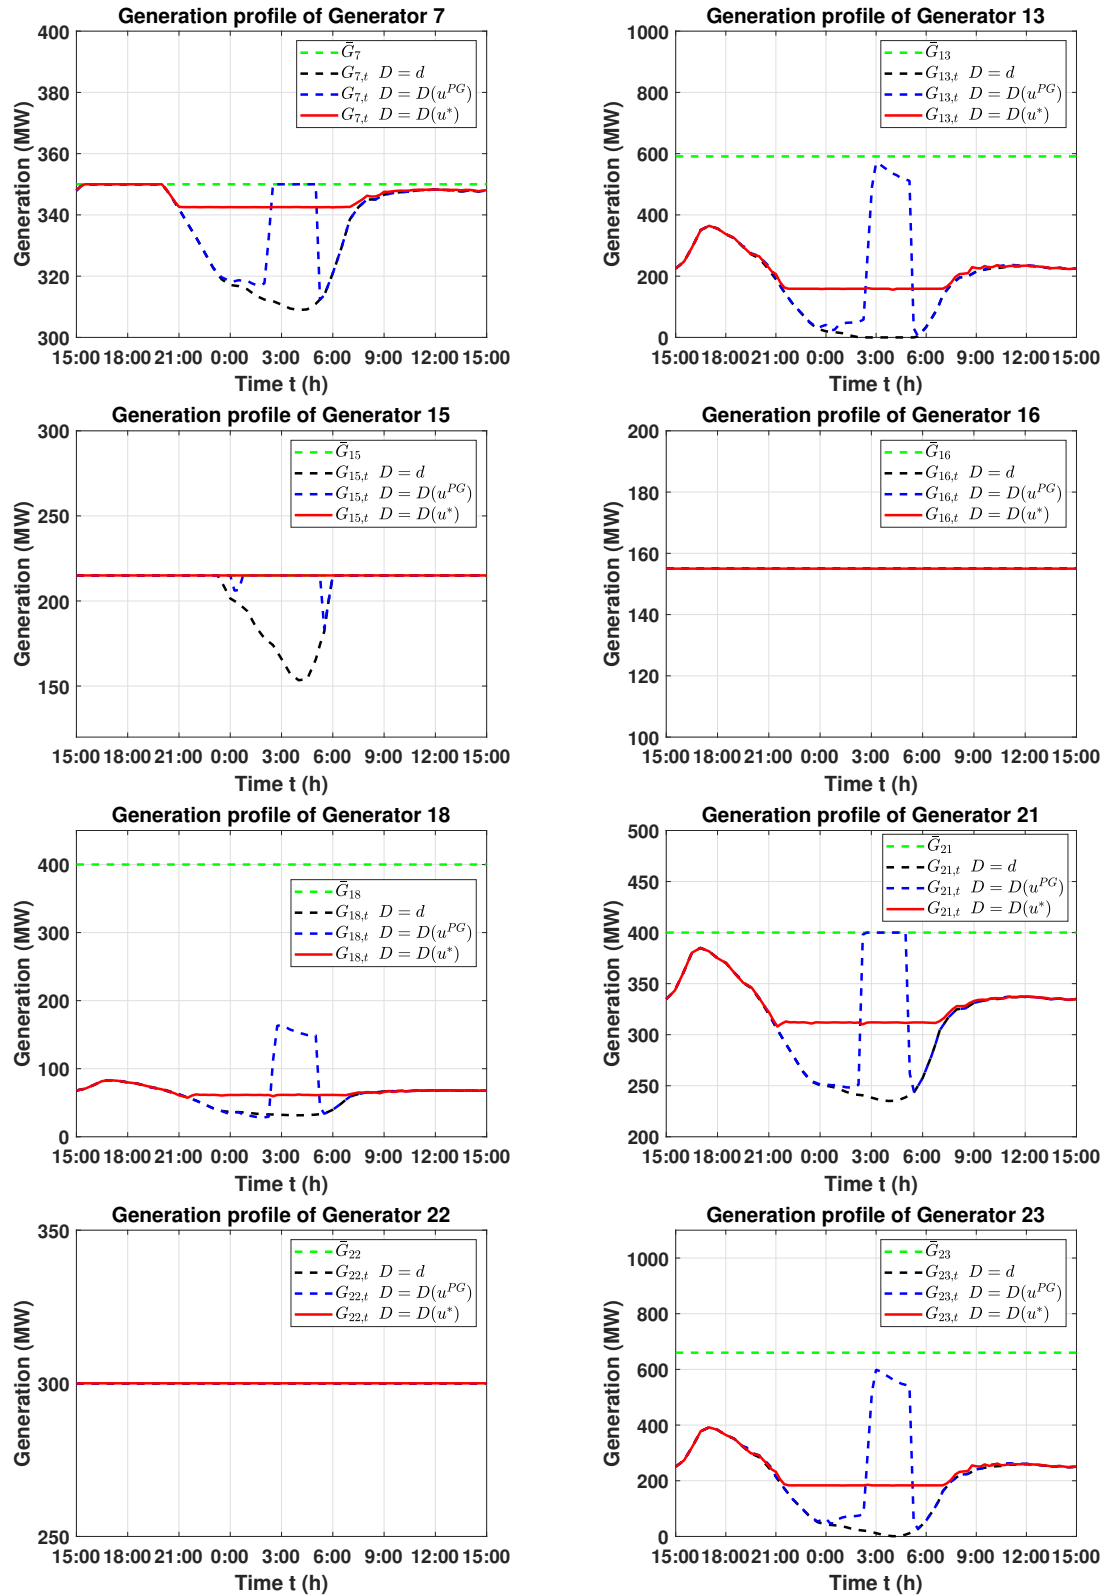 Generation profile of Generator 7
400
380
360
340
320
300
Generation (MW)
Ḡ₇
G₇,ₜ D = d
G₇,ₜ D = D(u^{PG})
G₇,ₜ D = D(u*)
15:00 18:00 21:00 0:00 3:00 6:00 9:00 12:00 15:00
Time t (h)
Generation profile of Generator 13
1000
800
600
400
200
0
Generation (MW)
Ḡ₁₃
G₁₃,ₜ D = d
G₁₃,ₜ D = D(u^{PG})
G₁₃,ₜ D = D(u*)
15:00 18:00 21:00 0:00 3:00 6:00 9:00 12:00 15:00
Time t (h)
Generation profile of Generator 15
300
250
200
150
Generation (MW)
Ḡ₁₅
G₁₅,ₜ D = d
G₁₅,ₜ D = D(u^{PG})
G₁₅,ₜ D = D(u*)
15:00 18:00 21:00 0:00 3:00 6:00 9:00 12:00 15:00
Time t (h)
Generation profile of Generator 16
200
180
160
140
120
100
Generation (MW)
Ḡ₁₆
G₁₆,ₜ D = d
G₁₆,ₜ D = D(u^{PG})
G₁₆,ₜ D = D(u*)
15:00 18:00 21:00 0:00 3:00 6:00 9:00 12:00 15:00
Time t (h)
Generation profile of Generator 18
400
300
200
100
0
Generation (MW)
Ḡ₁₈
G₁₈,ₜ D = d
G₁₈,ₜ D = D(u^{PG})
G₁₈,ₜ D = D(u*)
15:00 18:00 21:00 0:00 3:00 6:00 9:00 12:00 15:00
Time t (h)
Generation profile of Generator 21
500
450
400
350
300
250
200
Generation (MW)
Ḡ₂₁
G₂₁,ₜ D = d
G₂₁,ₜ D = D(u^{PG})
G₂₁,ₜ D = D(u*)
15:00 18:00 21:00 0:00 3:00 6:00 9:00 12:00 15:00
Time t (h)
Generation profile of Generator 22
350
300
250
Generation (MW)
Ḡ₂₂
G₂₂,ₜ D = d
G₂₂,ₜ D = D(u^{PG})
G₂₂,ₜ D = D(u*)
15:00 18:00 21:00 0:00 3:00 6:00 9:00 12:00 15:00
Time t (h)
Generation profile of Generator 23
1000
800
600
400
200
0
Generation (MW)
Ḡ₂₃
G₂₃,ₜ D = d
G₂₃,ₜ D = D(u^{PG})
G₂₃,ₜ D = D(u*)
15:00 18:00 21:00 0:00 3:00 6:00 9:00 12:00 15:00
Time t (h)